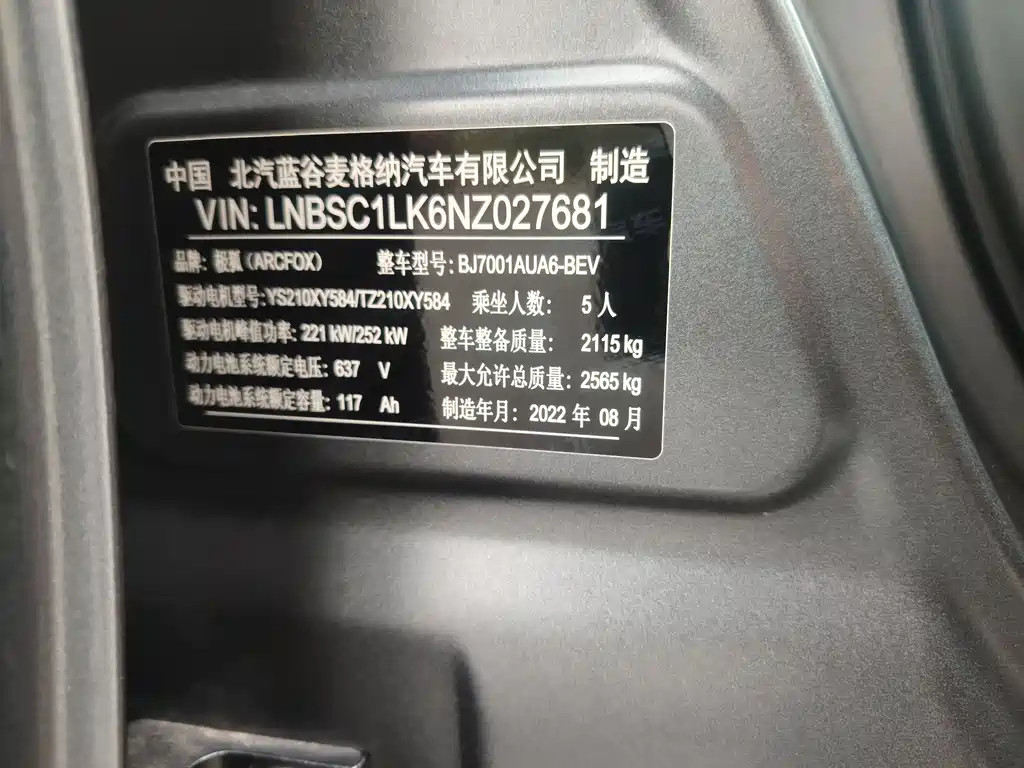 中国 北汽蓝谷麦格纳汽车有限公司 制造
VIN: LNBSC1LK6NZ027681
品牌: 极狐(ARCFOX) 整车型号: BJ7001AUA6-BEV
驱动电机型号: YS210XY584/TZ210XY584 乘坐人数: 5 人
驱动电机峰值功率: 221 kW/252 kW 整车整备质量: 2115 kg
动力电池系统额定电压: 637 V 最大允许总质量: 2565 kg
动力电池系统额定容量: 117 Ah 制造年月: 2022 年 08 月